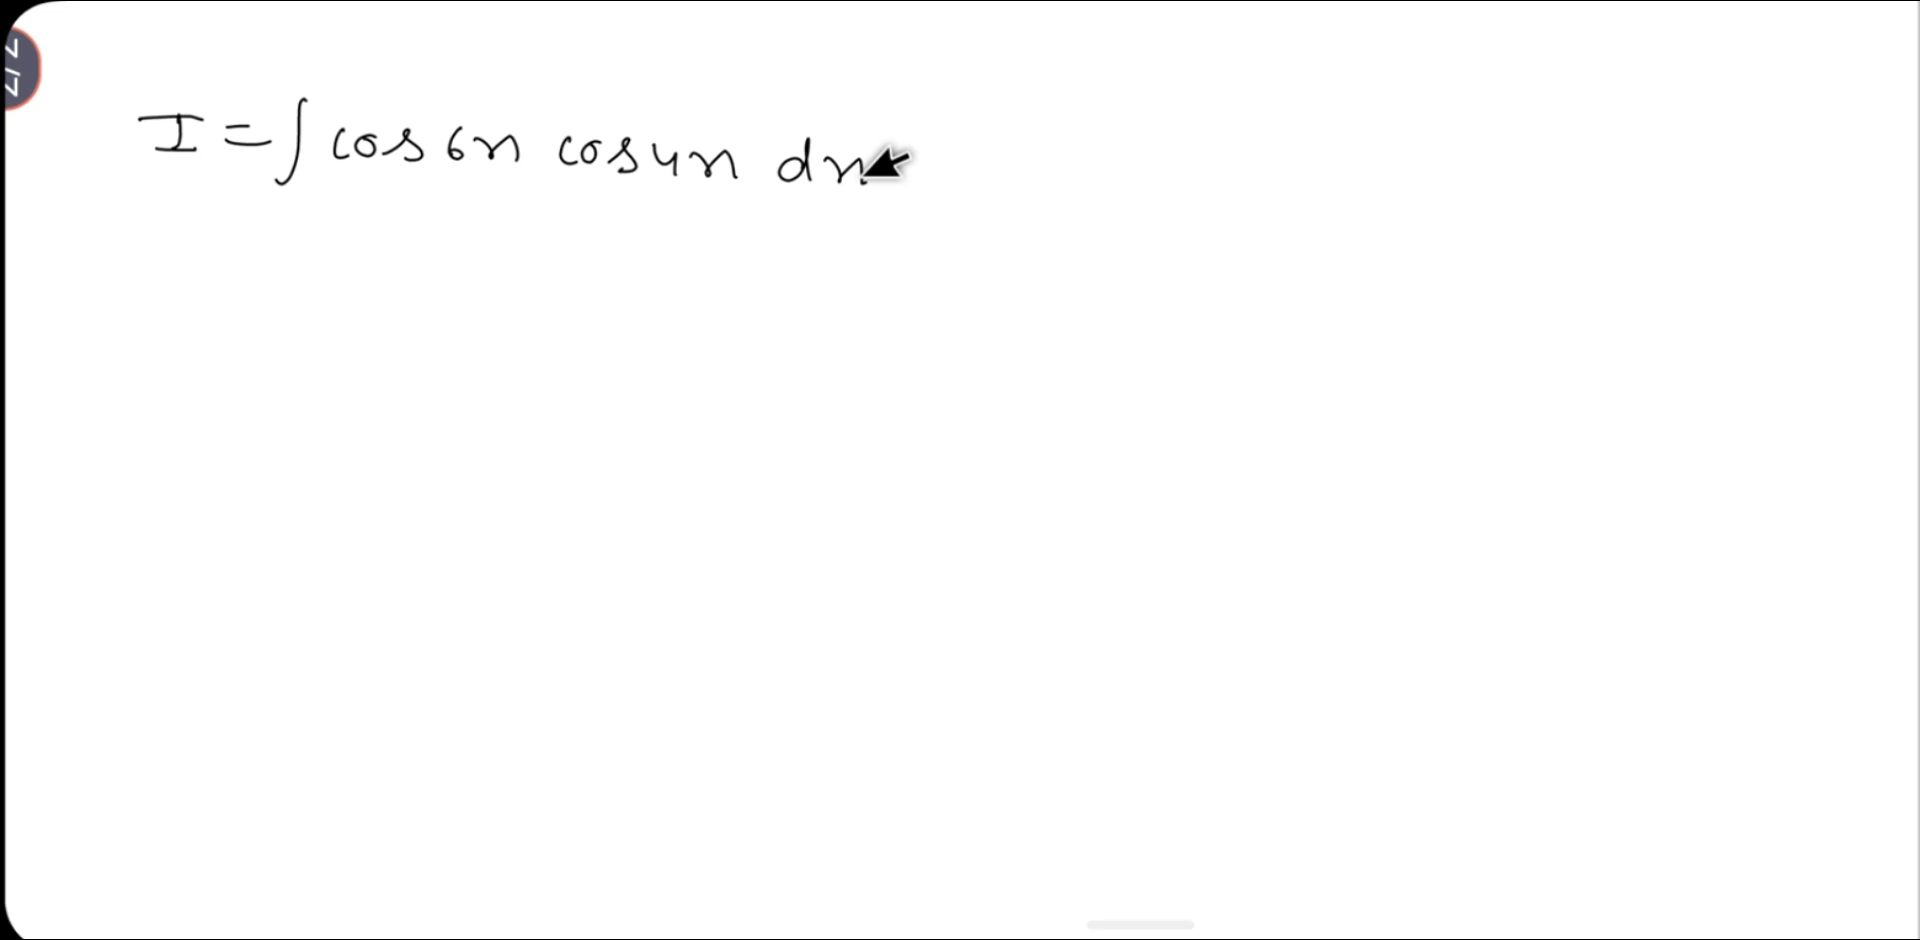 I = ∫ cos 6x cos 4x dx